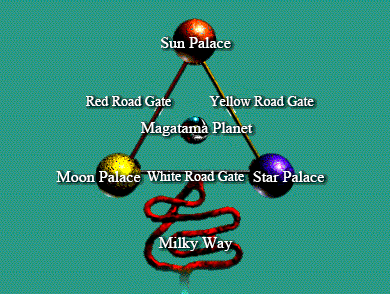 Sun Palace
Red Road Gate
Yellow Road Gate
Magatama Planet
Moon Palace
White Road Gate
Star Palace
Milky Way